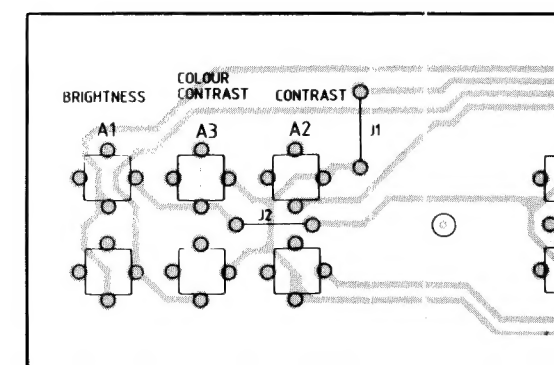 COLOUR
BRIGHTNESS CONTRAST CONTRAST
A1 A3 A2
J1
J2